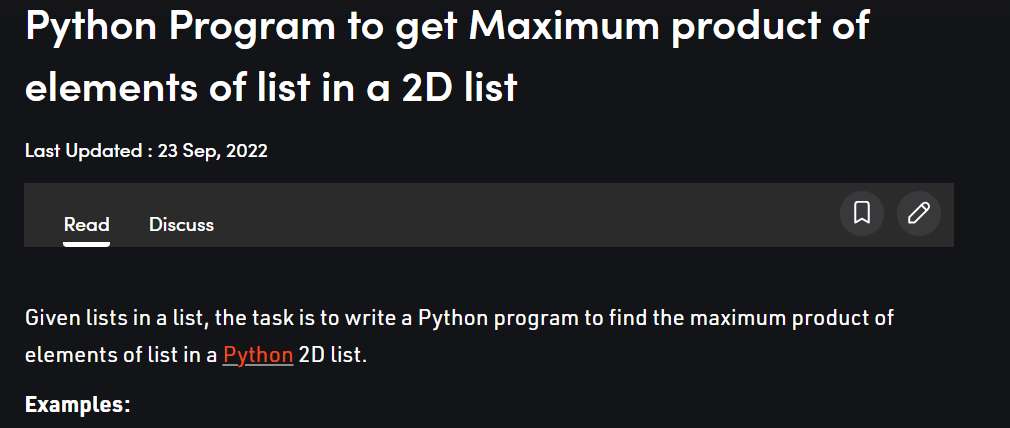 Python Program to get Maximum product of
elements of list in a 2D list
Last Updated : 23 Sep, 2022
Read Discuss
Given lists in a list, the task is to write a Python program to find the maximum product of
elements of list in a Python 2D list.
Examples: